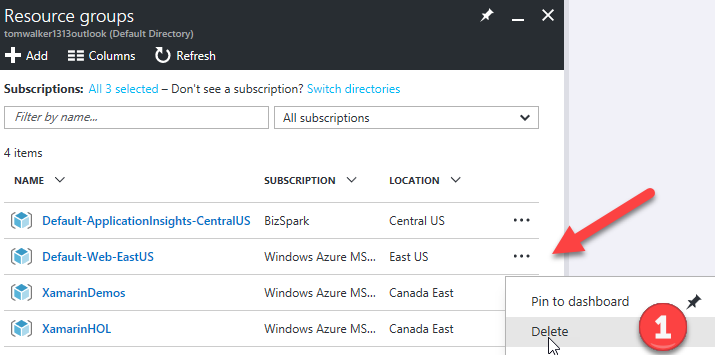 Resource groups
tomwalker1313outlook (Default Directory)
Add Columns Refresh
Subscriptions: All 3 selected – Don't see a subscription? Switch directories
Filter by name... All subscriptions
4 items
NAME SUBSCRIPTION LOCATION
Default-ApplicationInsights-CentralUS BizSpark Central US ...
Default-Web-EastUS Windows Azure MS... East US ...
XamarinDemos Windows Azure MS... Canada East
Pin to dashboard
XamarinHOL Windows Azure MS... Canada East
Delete 1